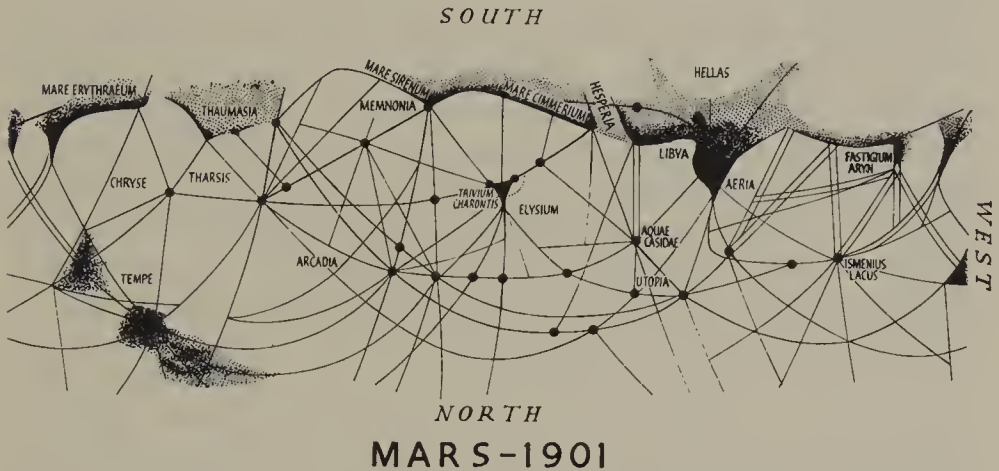 SOUTH
MARE ERYTHRAEUM
THAUMASIA
MARE SIRENUM
MEMNONIA
MARE CIMMERIUM
HESPERIA
HELLAS
LIBYA
FASTIGIUM
ARYN
CHRYSE
THARSIS
TRIVIUM
CHARONTIS
ELYSIUM
AERIA
AQUAE
CASIDAE
WEST
TEMPE
ARCADIA
UTOPIA
ISMENIUS
LACUS
NORTH
MARS-1901